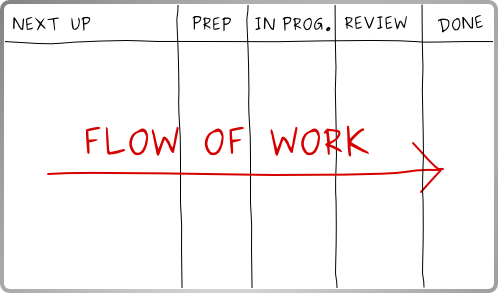 NEXT UP PREP IN PROG. REVIEW DONE
FLOW OF WORK